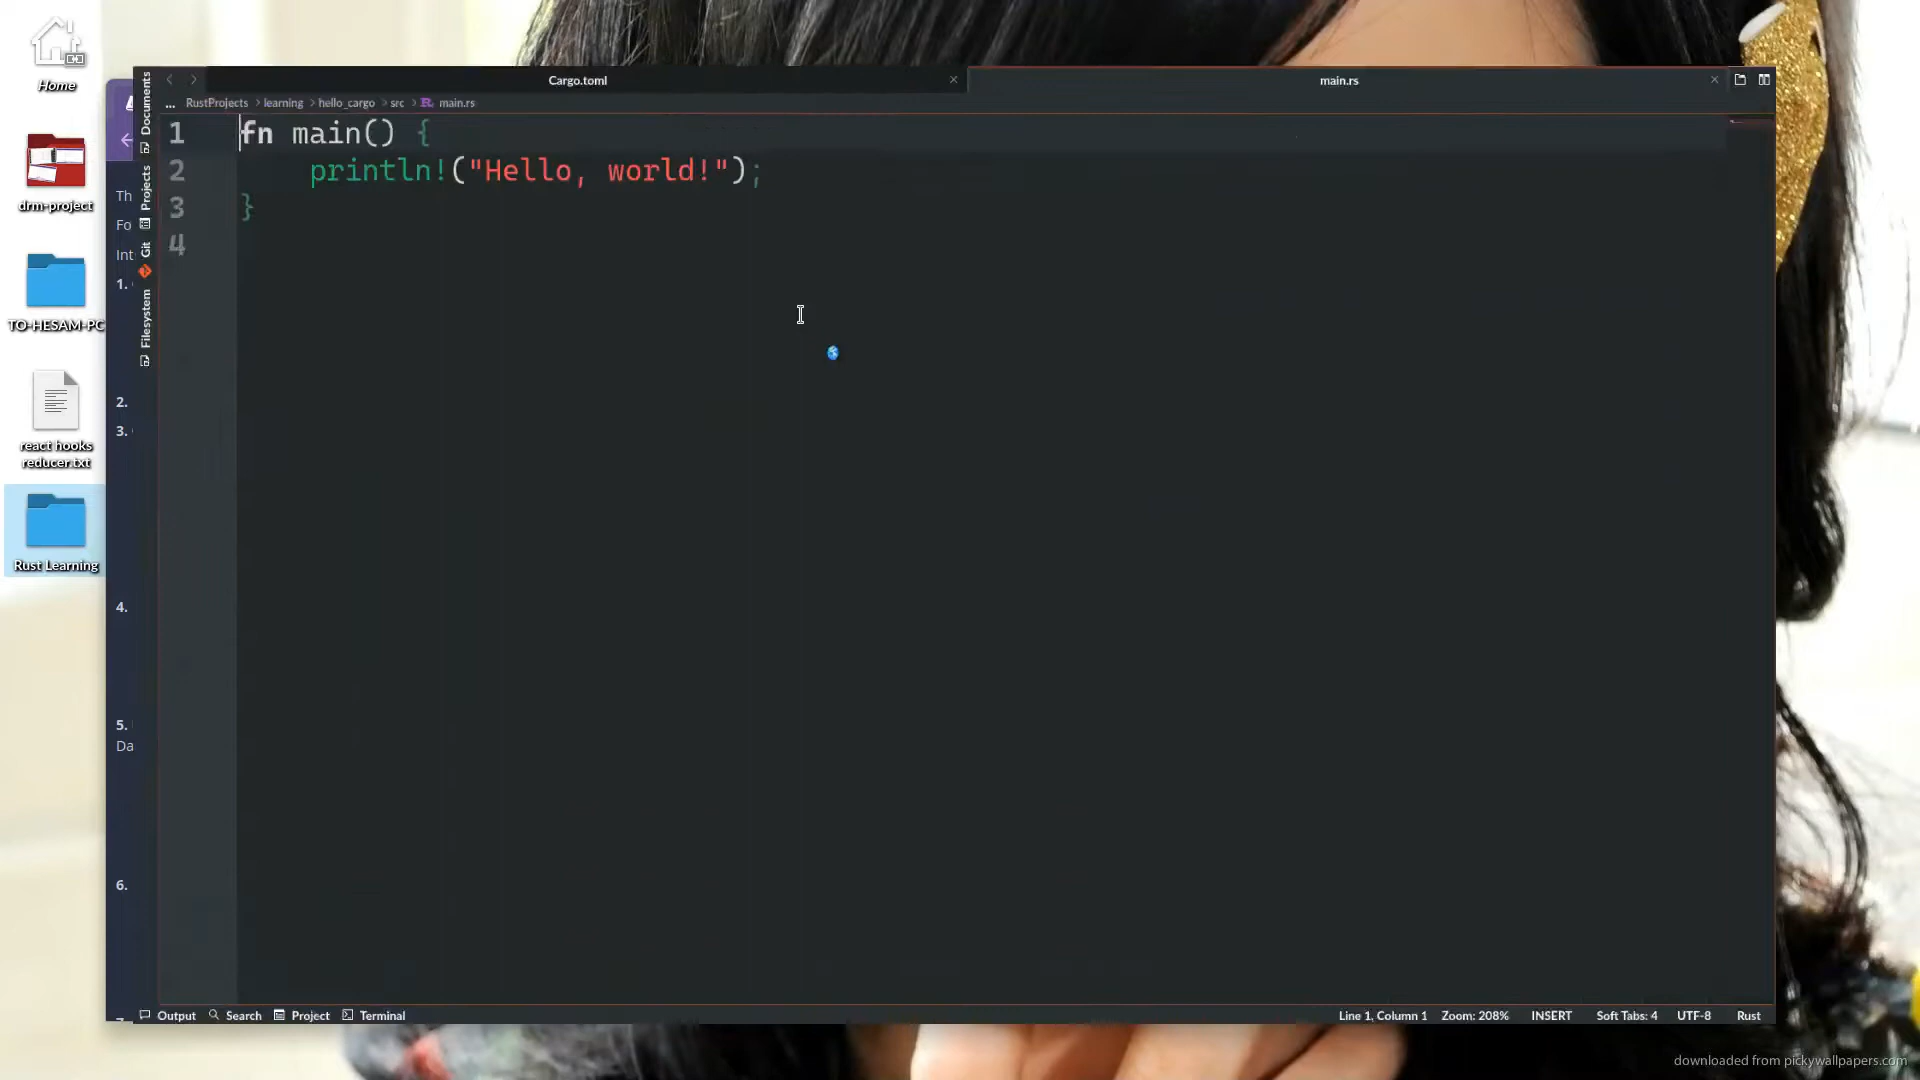 Home
drm-project
TO-HESAM-PC
react hooks
reducer.txt
Rust Learning
Th
Fo
Int
1.
2.
3.
4.
5.
Da
6.
Documents
Projects
Git
Filesystem
Cargo.toml
main.rs
... RustProjects > learning > hello_cargo > src > main.rs
1 fn main() {
2 println!("Hello, world!");
3 }
4
Output Search Project Terminal
Line 1, Column 1 Zoom: 208% INSERT Soft Tabs: 4 UTF-8 Rust
downloaded from pickywallpapers.com